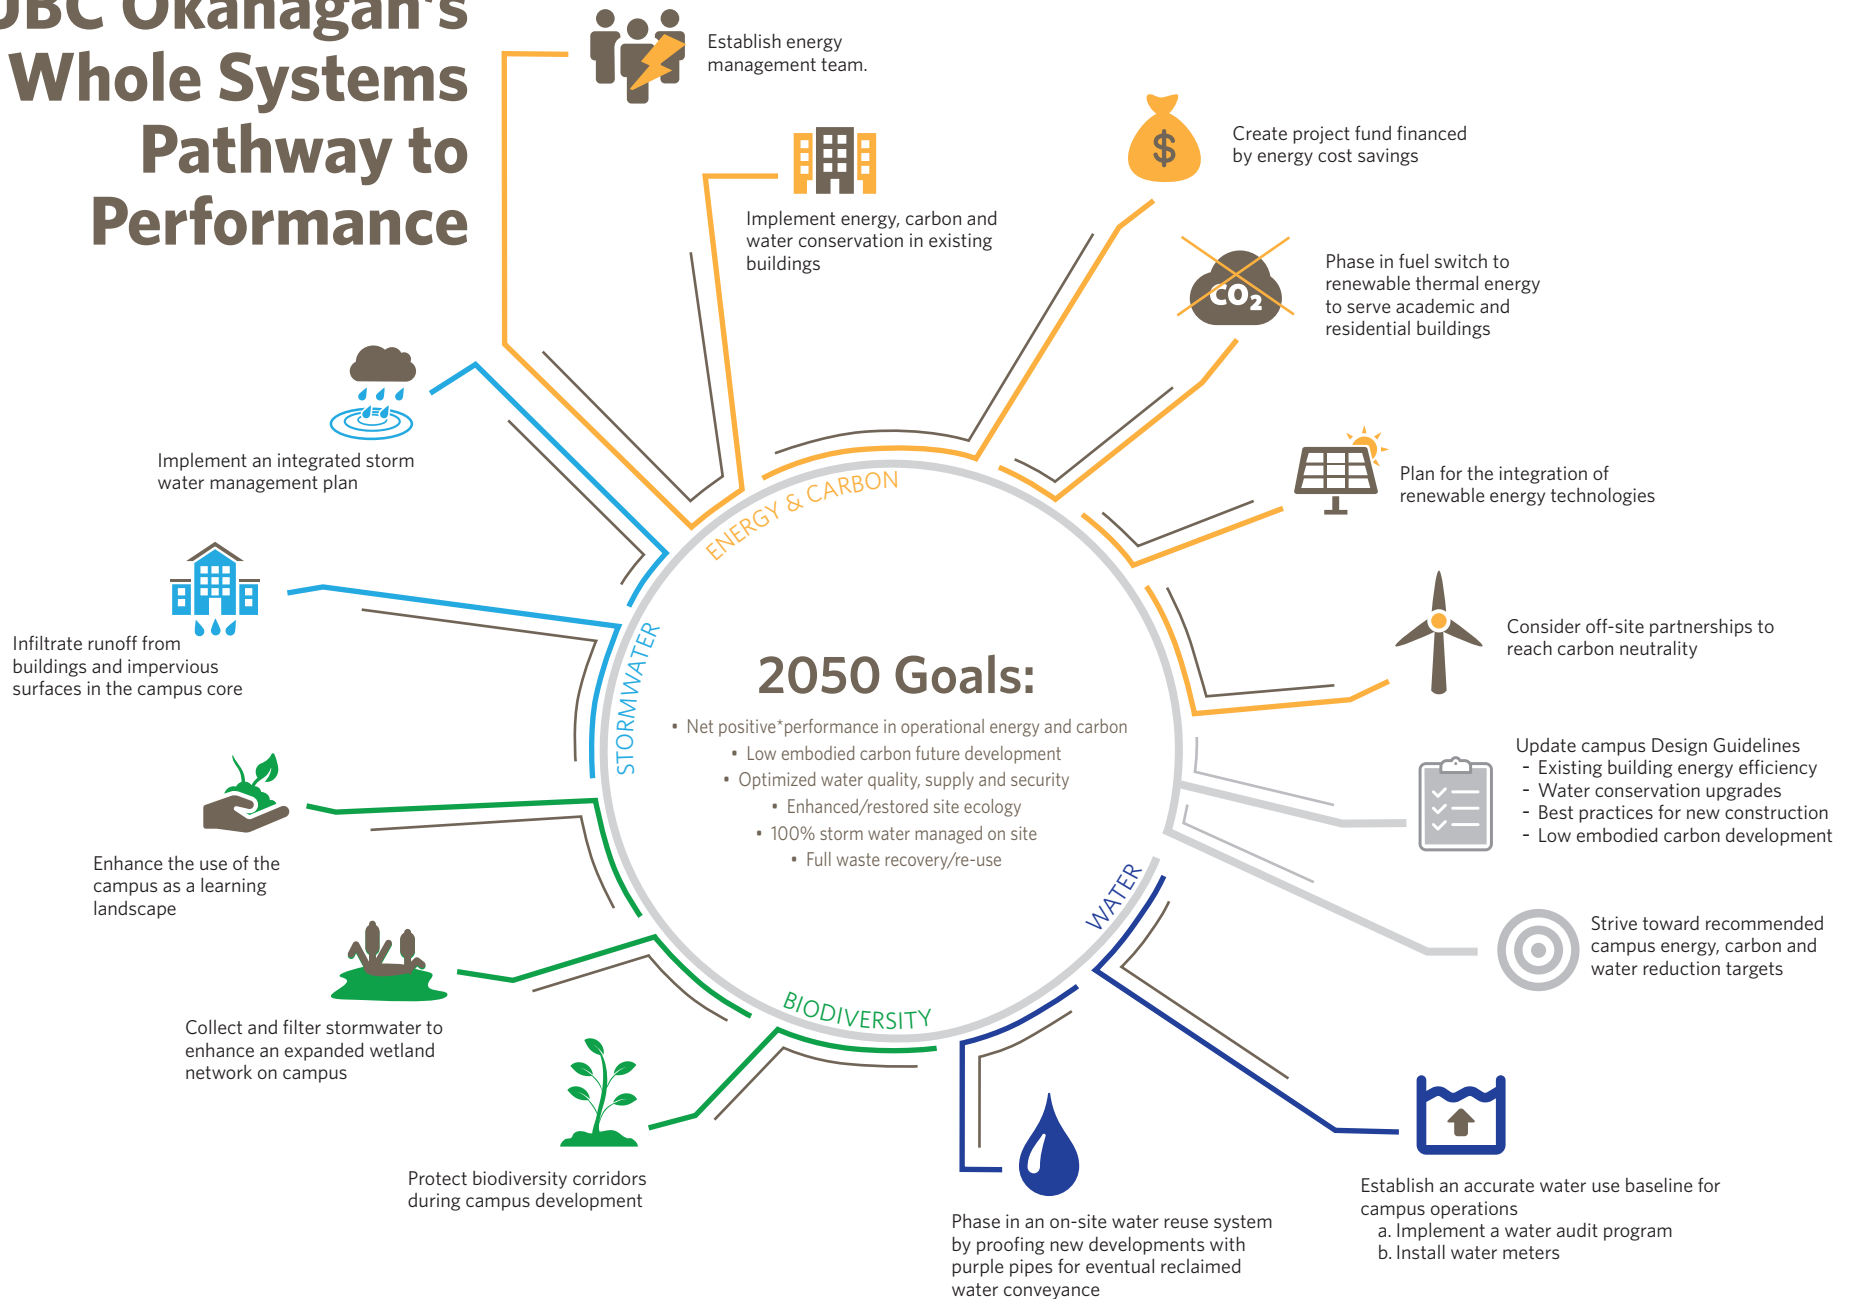 UBC Okanagan's
Whole Systems
Pathway to
Performance
Establish energy
management team.
Implement energy, carbon and
water conservation in existing
buildings
$
Create project fund financed
by energy cost savings
CO2
Phase in fuel switch to
renewable thermal energy
to serve academic and
residential buildings
Plan for the integration of
renewable energy technologies
Consider off-site partnerships to
reach carbon neutrality
Update campus Design Guidelines
- Existing building energy efficiency
- Water conservation upgrades
- Best practices for new construction
- Low embodied carbon development
Strive toward recommended
campus energy, carbon and
water reduction targets
Establish an accurate water use baseline for
campus operations
a. Implement a water audit program
b. Install water meters
Phase in an on-site water reuse system
by proofing new developments with
purple pipes for eventual reclaimed
water conveyance
Protect biodiversity corridors
during campus development
Collect and filter stormwater to
enhance an expanded wetland
network on campus
Enhance the use of the
campus as a learning
landscape
Infiltrate runoff from
buildings and impervious
surfaces in the campus core
Implement an integrated storm
water management plan
ENERGY & CARBON
STORMWATER
BIODIVERSITY
WATER
2050 Goals:
• Net positive*performance in operational energy and carbon
• Low embodied carbon future development
• Optimized water quality, supply and security
• Enhanced/restored site ecology
• 100% storm water managed on site
• Full waste recovery/re-use